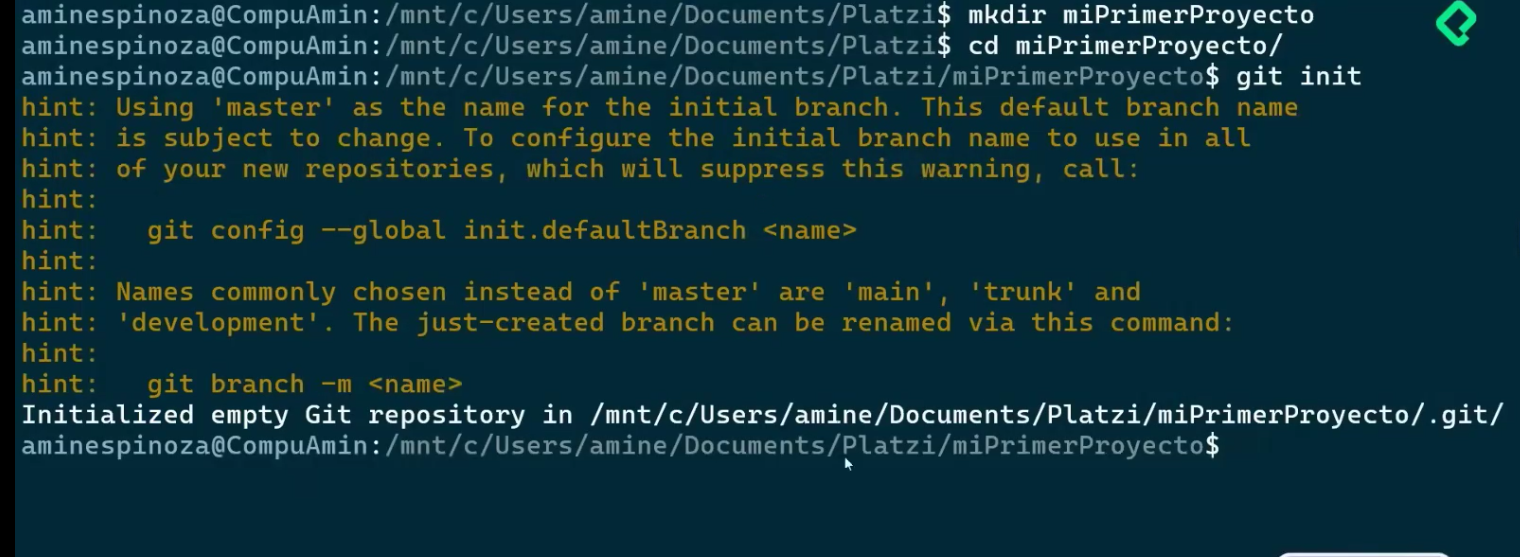 aminespinoza@CompuAmin:/mnt/c/Users/amine/Documents/Platzi$ mkdir miPrimerProyecto
aminespinoza@CompuAmin:/mnt/c/Users/amine/Documents/Platzi$ cd miPrimerProyecto/
aminespinoza@CompuAmin:/mnt/c/Users/amine/Documents/Platzi/miPrimerProyecto$ git init
hint: Using 'master' as the name for the initial branch. This default branch name
hint: is subject to change. To configure the initial branch name to use in all
hint: of your new repositories, which will suppress this warning, call:
hint:
hint:   git config --global init.defaultBranch <name>
hint:
hint: Names commonly chosen instead of 'master' are 'main', 'trunk' and
hint: 'development'. The just-created branch can be renamed via this command:
hint:
hint:   git branch -m <name>
Initialized empty Git repository in /mnt/c/Users/amine/Documents/Platzi/miPrimerProyecto/.git/
aminespinoza@CompuAmin:/mnt/c/Users/amine/Documents/Platzi/miPrimerProyecto$